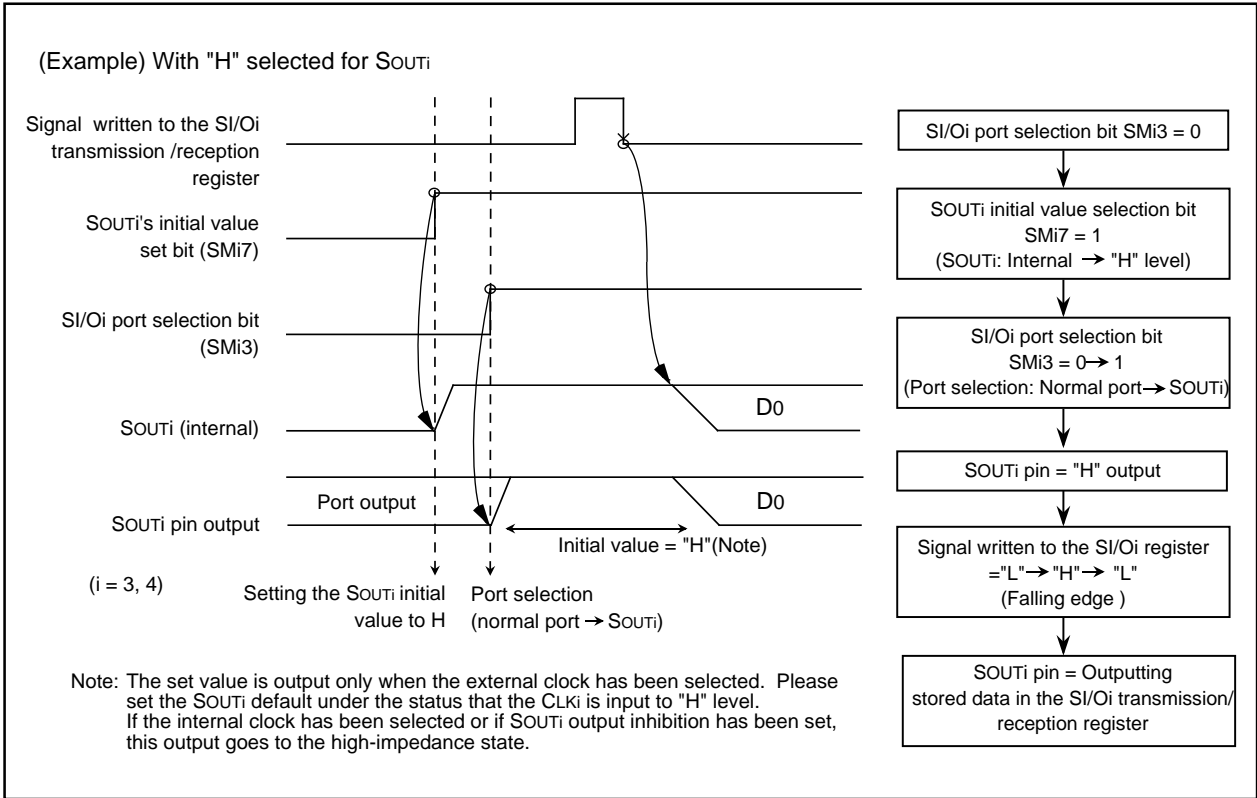 (Example) With "H" selected for SOUTi
Signal written to the SI/Oi
transmission /reception
register
SOUTi's initial value
set bit (SMi7)
SI/Oi port selection bit
(SMi3)
SOUTi (internal)
D0
Port output
D0
SOUTi pin output
Initial value = "H"(Note)
(i = 3, 4)
Setting the SOUTi initial
value to H
Port selection
(normal port → SOUTi)
Note: The set value is output only when the external clock has been selected. Please
set the SOUTi default under the status that the CLKi is input to "H" level.
If the internal clock has been selected or if SOUTi output inhibition has been set,
this output goes to the high-impedance state.
SI/Oi port selection bit SMi3 = 0
SOUTi initial value selection bit
SMi7 = 1
(SOUTi: Internal → "H" level)
SI/Oi port selection bit
SMi3 = 0→ 1
(Port selection: Normal port→ SOUTi)
SOUTi pin = "H" output
Signal written to the SI/Oi register
="L"→ "H"→ "L"
(Falling edge )
SOUTi pin = Outputting
stored data in the SI/Oi transmission/
reception register